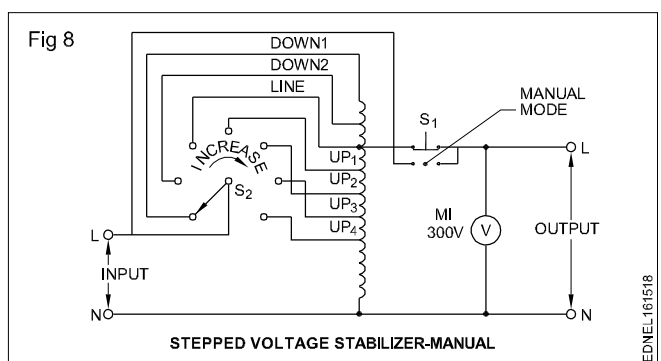 Fig 8
DOWN1
DOWN2
LINE
MANUAL
MODE
S1
INCREASE
S2
UP1
UP2
UP3
UP4
L
L
MI
300V
V
INPUT
OUTPUT
N
N
STEPPED VOLTAGE STABILIZER-MANUAL
EDNEL161518